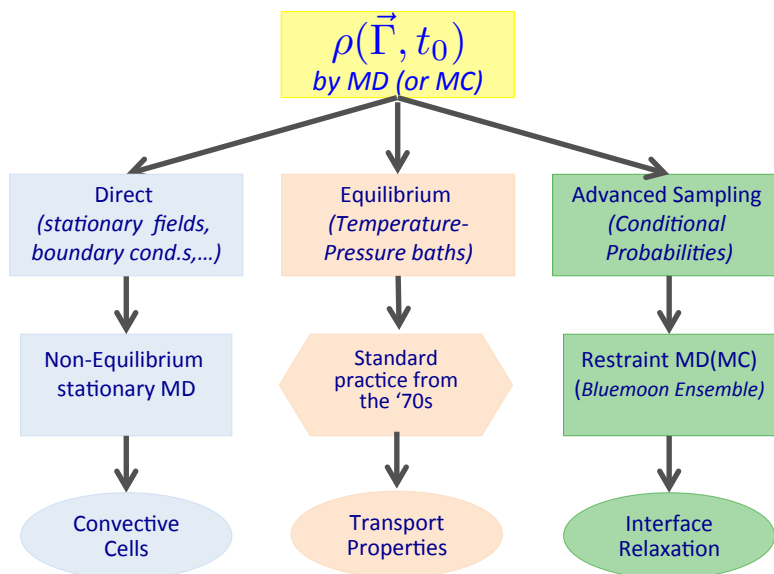 ρ(Γ⃗, t₀)
by MD (or MC)
Direct
(stationary fields,
boundary cond.s,...)
Equilibrium
(Temperature-
Pressure baths)
Advanced Sampling
(Conditional
Probabilities)
Non-Equilibrium
stationary MD
Standard
practice from
the ‘70s
Restraint MD(MC)
(Bluemoon Ensemble)
Convective
Cells
Transport
Properties
Interface
Relaxation